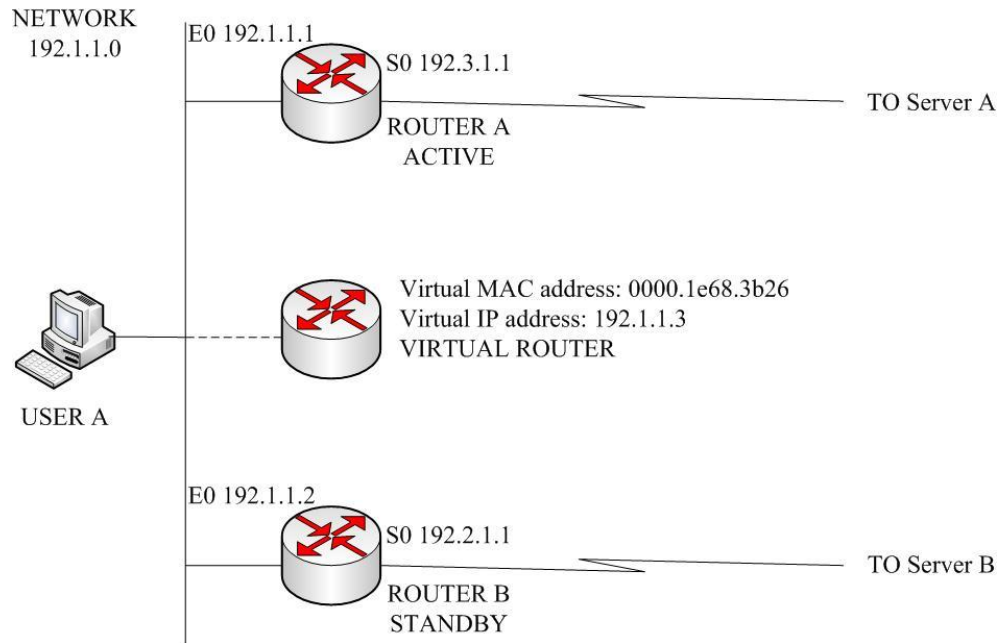 NETWORK
192.1.1.0
E0 192.1.1.1
S0 192.3.1.1
ROUTER A
ACTIVE
TO Server A
Virtual MAC address: 0000.1e68.3b26
Virtual IP address: 192.1.1.3
VIRTUAL ROUTER
USER A
E0 192.1.1.2
S0 192.2.1.1
ROUTER B
STANDBY
TO Server B